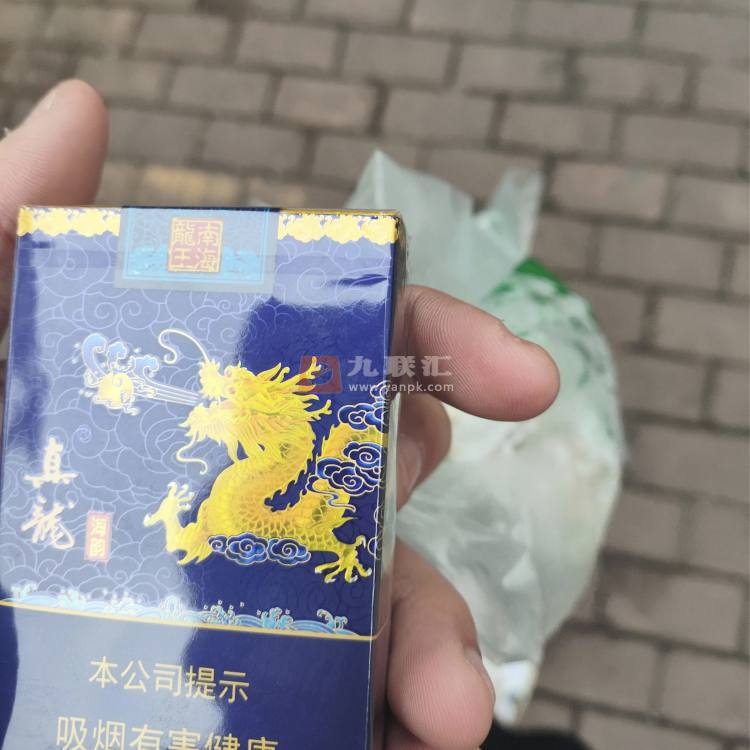 南海
龍王
九联汇
www.yanpk.com
真龍
海韵
本公司提示
吸烟有害健康